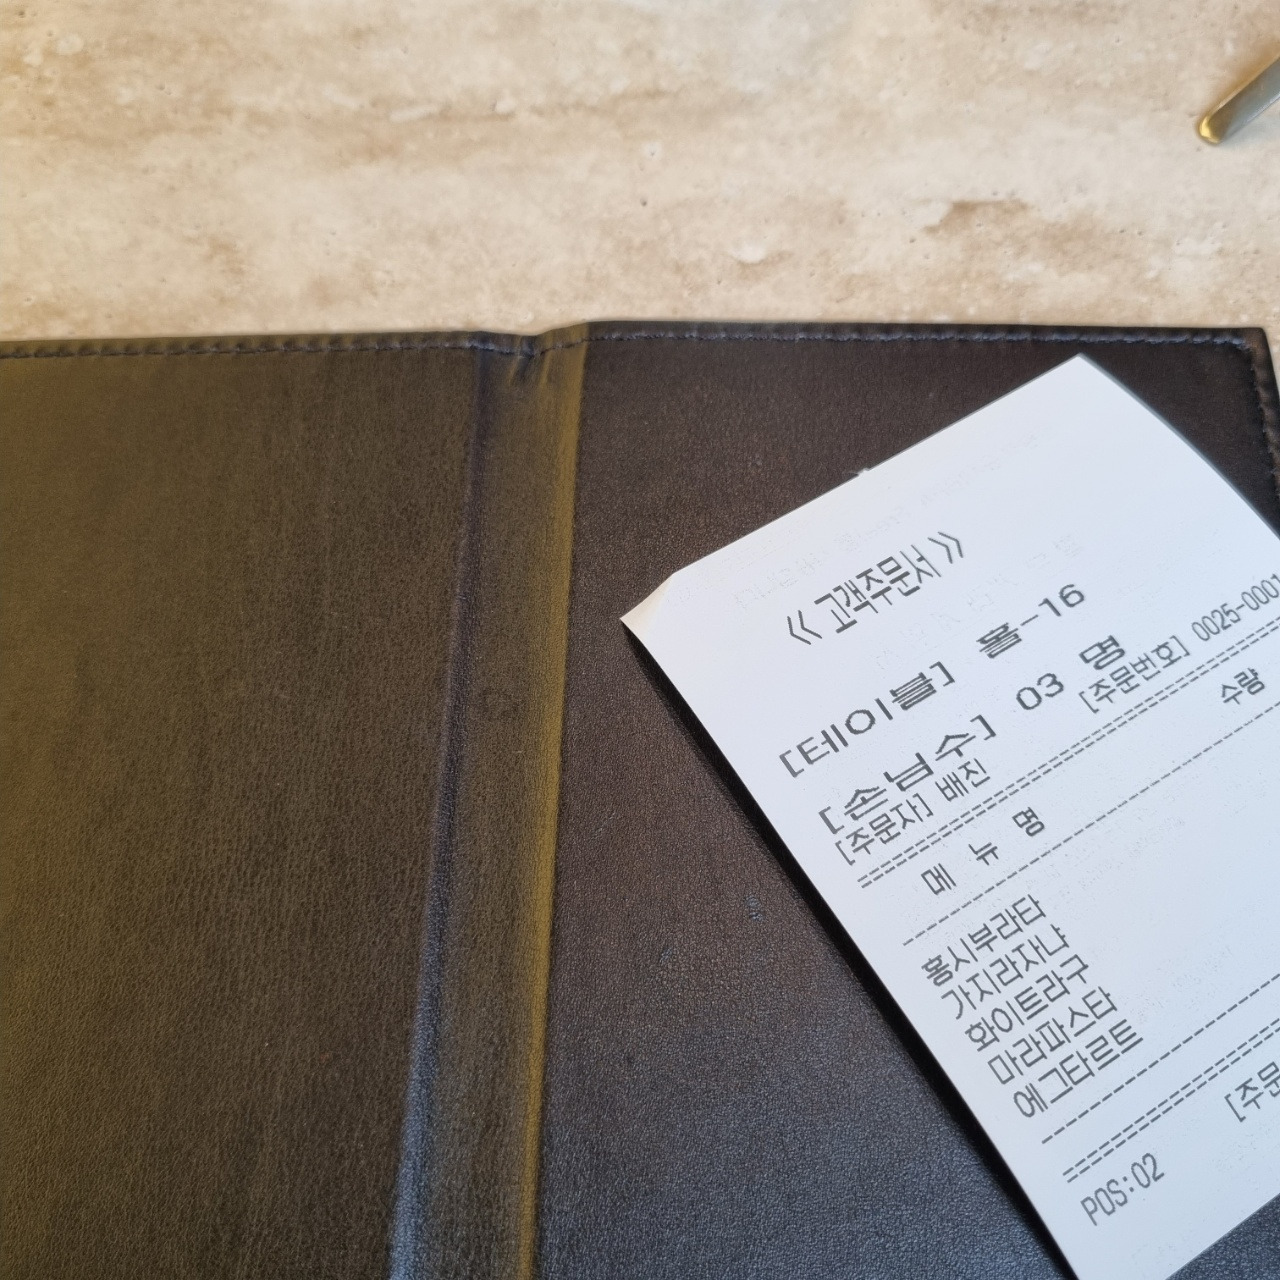 《 고객주문서 》
[테이블] 홀-16
[손님수] 03 명
[주문자] 배진 [주문번호] 0025-0001
메 뉴 명 수량
홍시부라타
가지라자냐
화이트라구
마라파스타
에그타르트
[주문
POS:02